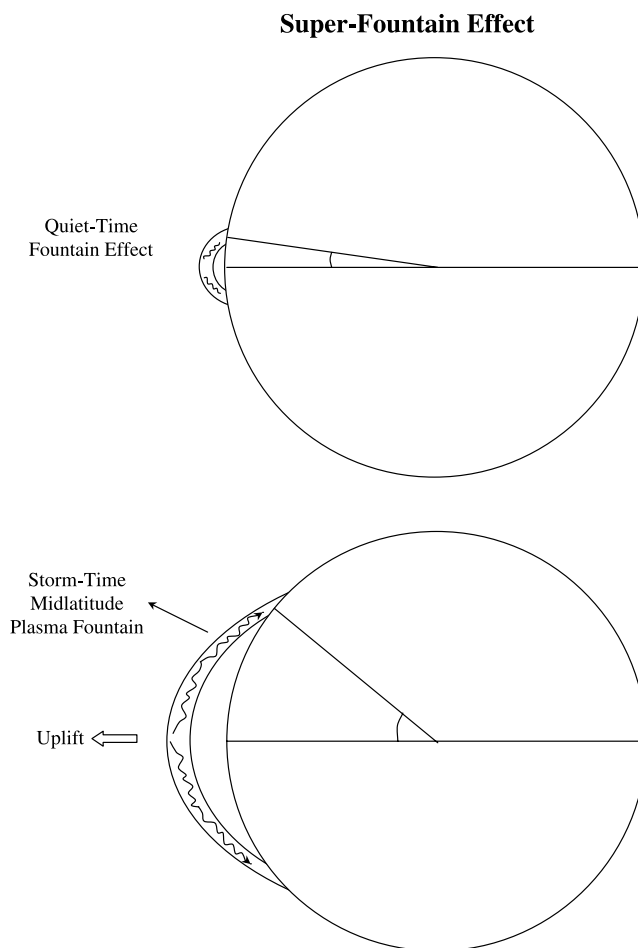 Super-Fountain Effect
Quiet-Time
Fountain Effect
Storm-Time
Midlatitude
Plasma Fountain
Uplift